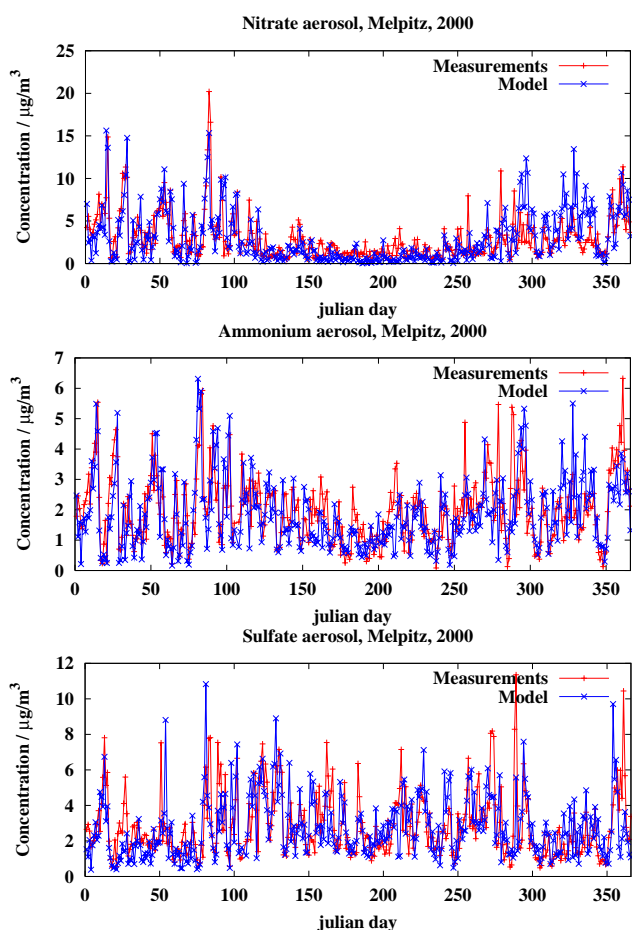 Nitrate aerosol, Melpitz, 2000
Concentration / μg/m³
25
20
15
10
5
0
Measurements
Model
0 50 100 150 200 250 300 350
julian day
Ammonium aerosol, Melpitz, 2000
Concentration / μg/m³
7
6
5
4
3
2
1
0
Measurements
Model
0 50 100 150 200 250 300 350
julian day
Sulfate aerosol, Melpitz, 2000
Concentration / μg/m³
12
10
8
6
4
2
0
Measurements
Model
0 50 100 150 200 250 300 350
julian day